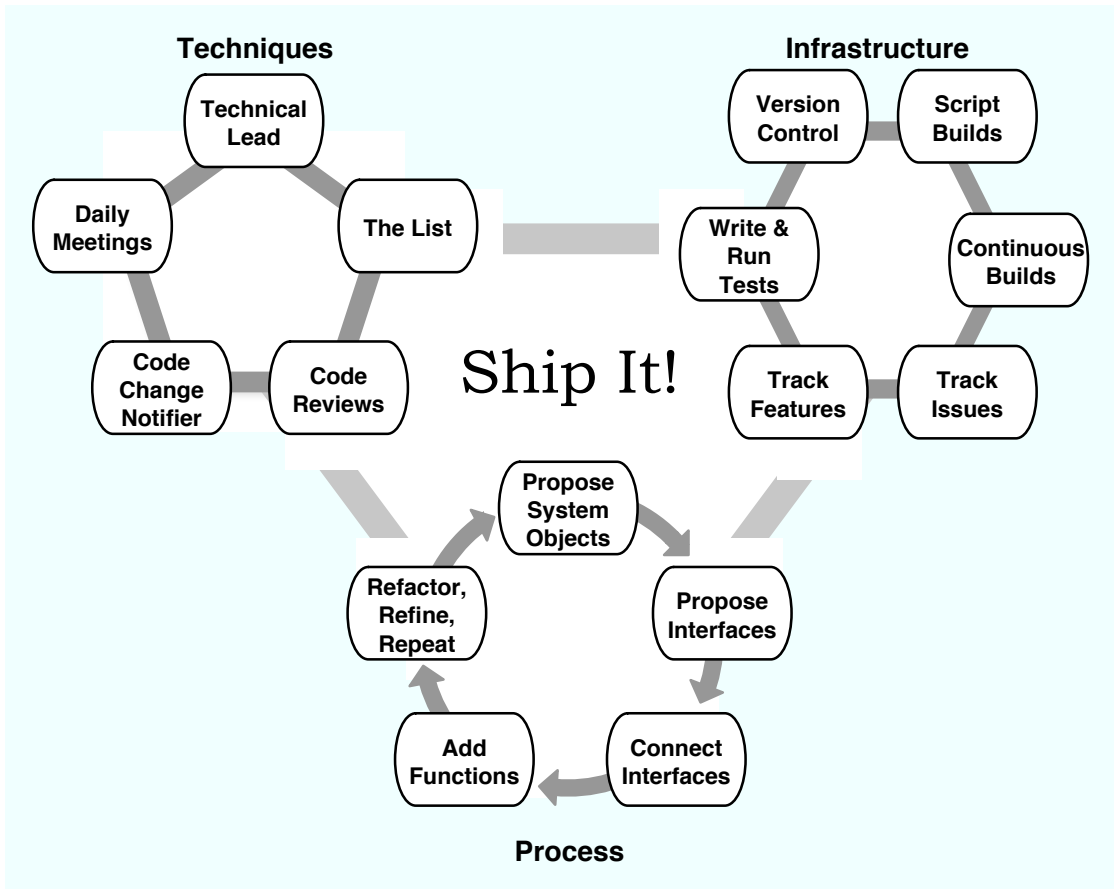 Techniques
Technical
Lead
Daily
Meetings
The List
Code
Change
Notifier
Code
Reviews
Infrastructure
Version
Control
Script
Builds
Write &
Run
Tests
Continuous
Builds
Track
Features
Track
Issues
Ship It!
Propose
System
Objects
Refactor,
Refine,
Repeat
Propose
Interfaces
Add
Functions
Connect
Interfaces
Process